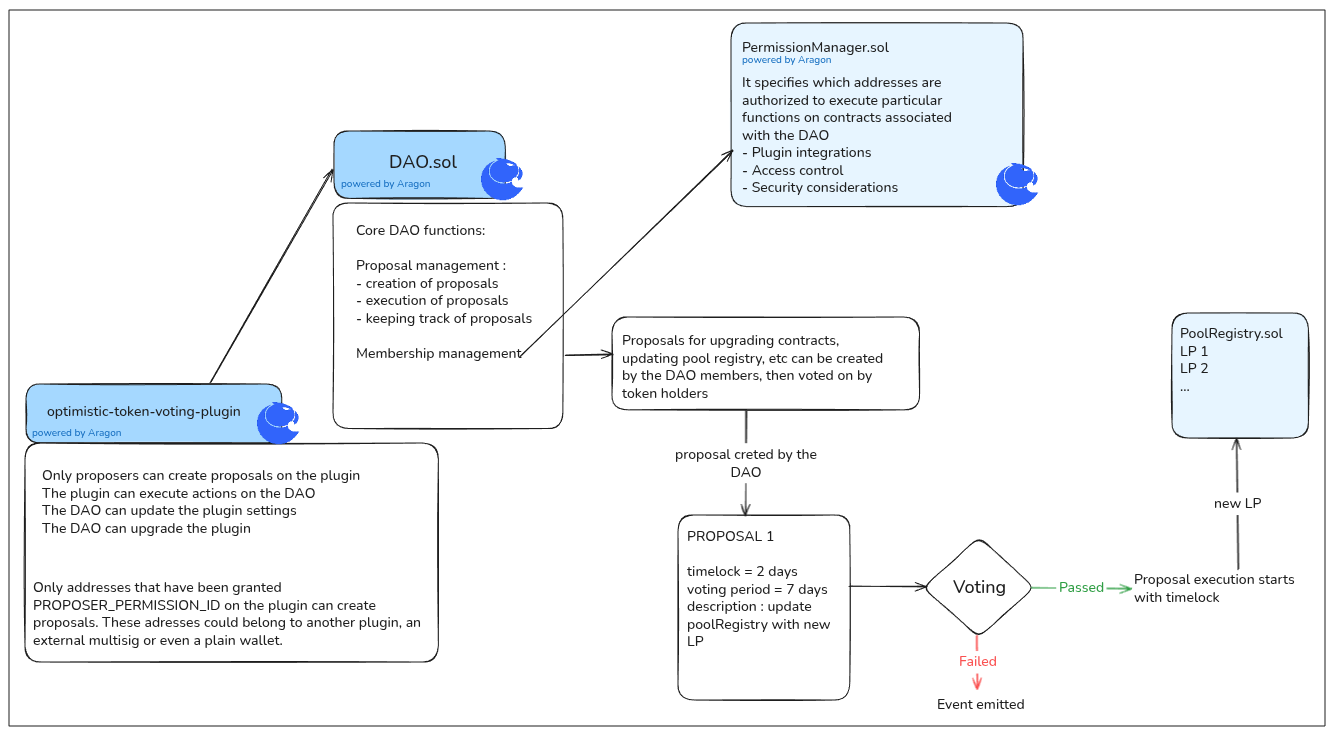 PermissionManager.sol
powered by Aragon
It specifies which addresses are
authorized to execute particular
functions on contracts associated
with the DAO
- Plugin integrations
- Access control
- Security considerations
DAO.sol
powered by Aragon
Core DAO functions:
Proposal management :
- creation of proposals
- execution of proposals
- keeping track of proposals
Membership management
Proposals for upgrading contracts,
updating pool registry, etc can be created
by the DAO members, then voted on by
token holders
PoolRegistry.sol
LP 1
LP 2
...
optimistic-token-voting-plugin
powered by Aragon
Only proposers can create proposals on the plugin
The plugin can execute actions on the DAO
The DAO can update the plugin settings
The DAO can upgrade the plugin
Only addresses that have been granted
PROPOSER_PERMISSION_ID on the plugin can create
proposals. These adresses could belong to another plugin, an
external multisig or even a plain wallet.
proposal creted by the
DAO
PROPOSAL 1
timelock = 2 days
voting period = 7 days
description : update
poolRegistry with new
LP
Voting
Passed
Proposal execution starts
with timelock
new LP
Failed
Event emitted